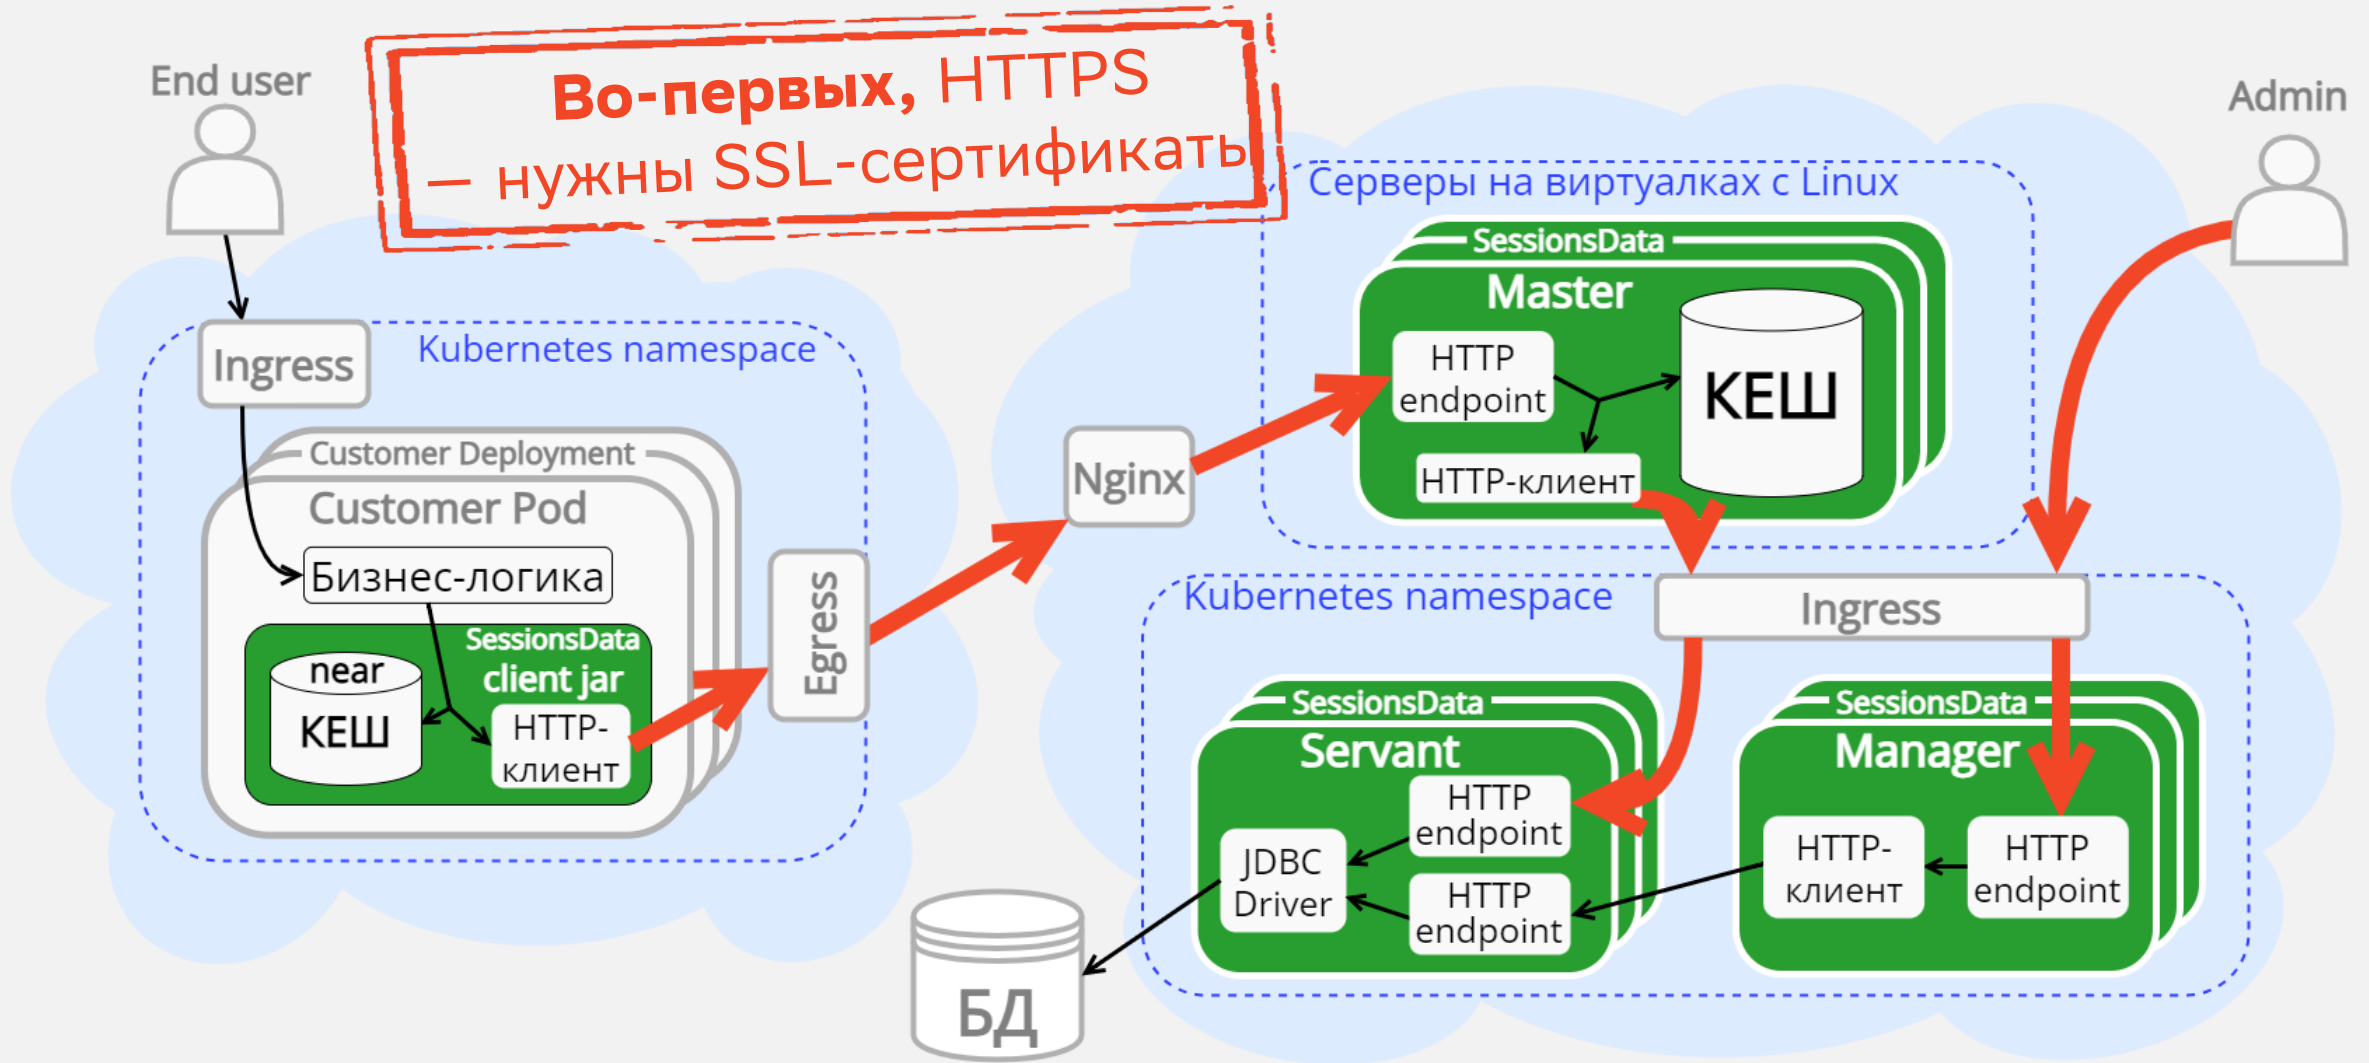 Во-первых, HTTPS
— нужны SSL-сертификаты
End user
Admin
Ingress
Kubernetes namespace
Customer Deployment
Customer Pod
Бизнес-логика
SessionsData
client jar
near
КЕШ
HTTP-
клиент
Egress
Nginx
Серверы на виртуалках с Linux
SessionsData
Master
HTTP
endpoint
HTTP-клиент
КЕШ
Kubernetes namespace
Ingress
SessionsData
Servant
HTTP
endpoint
HTTP
endpoint
JDBC
Driver
SessionsData
Manager
HTTP-
клиент
HTTP
endpoint
БД